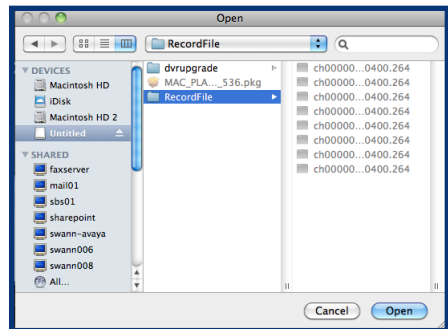 Open
RecordFile
DEVICES
Macintosh HD
iDisk
Macintosh HD 2
Untitled
SHARED
faxserver
mail01
sbs01
sharepoint
swann-avaya
swann006
swann008
All...
dvrupgrade
MAC_PLA..._536.pkg
RecordFile
ch00000...0400.264
ch00000...0400.264
ch00000...0400.264
ch00000...0400.264
ch00000...0400.264
ch00000...0400.264
ch00000...0400.264
ch00000...0400.264
Cancel
Open